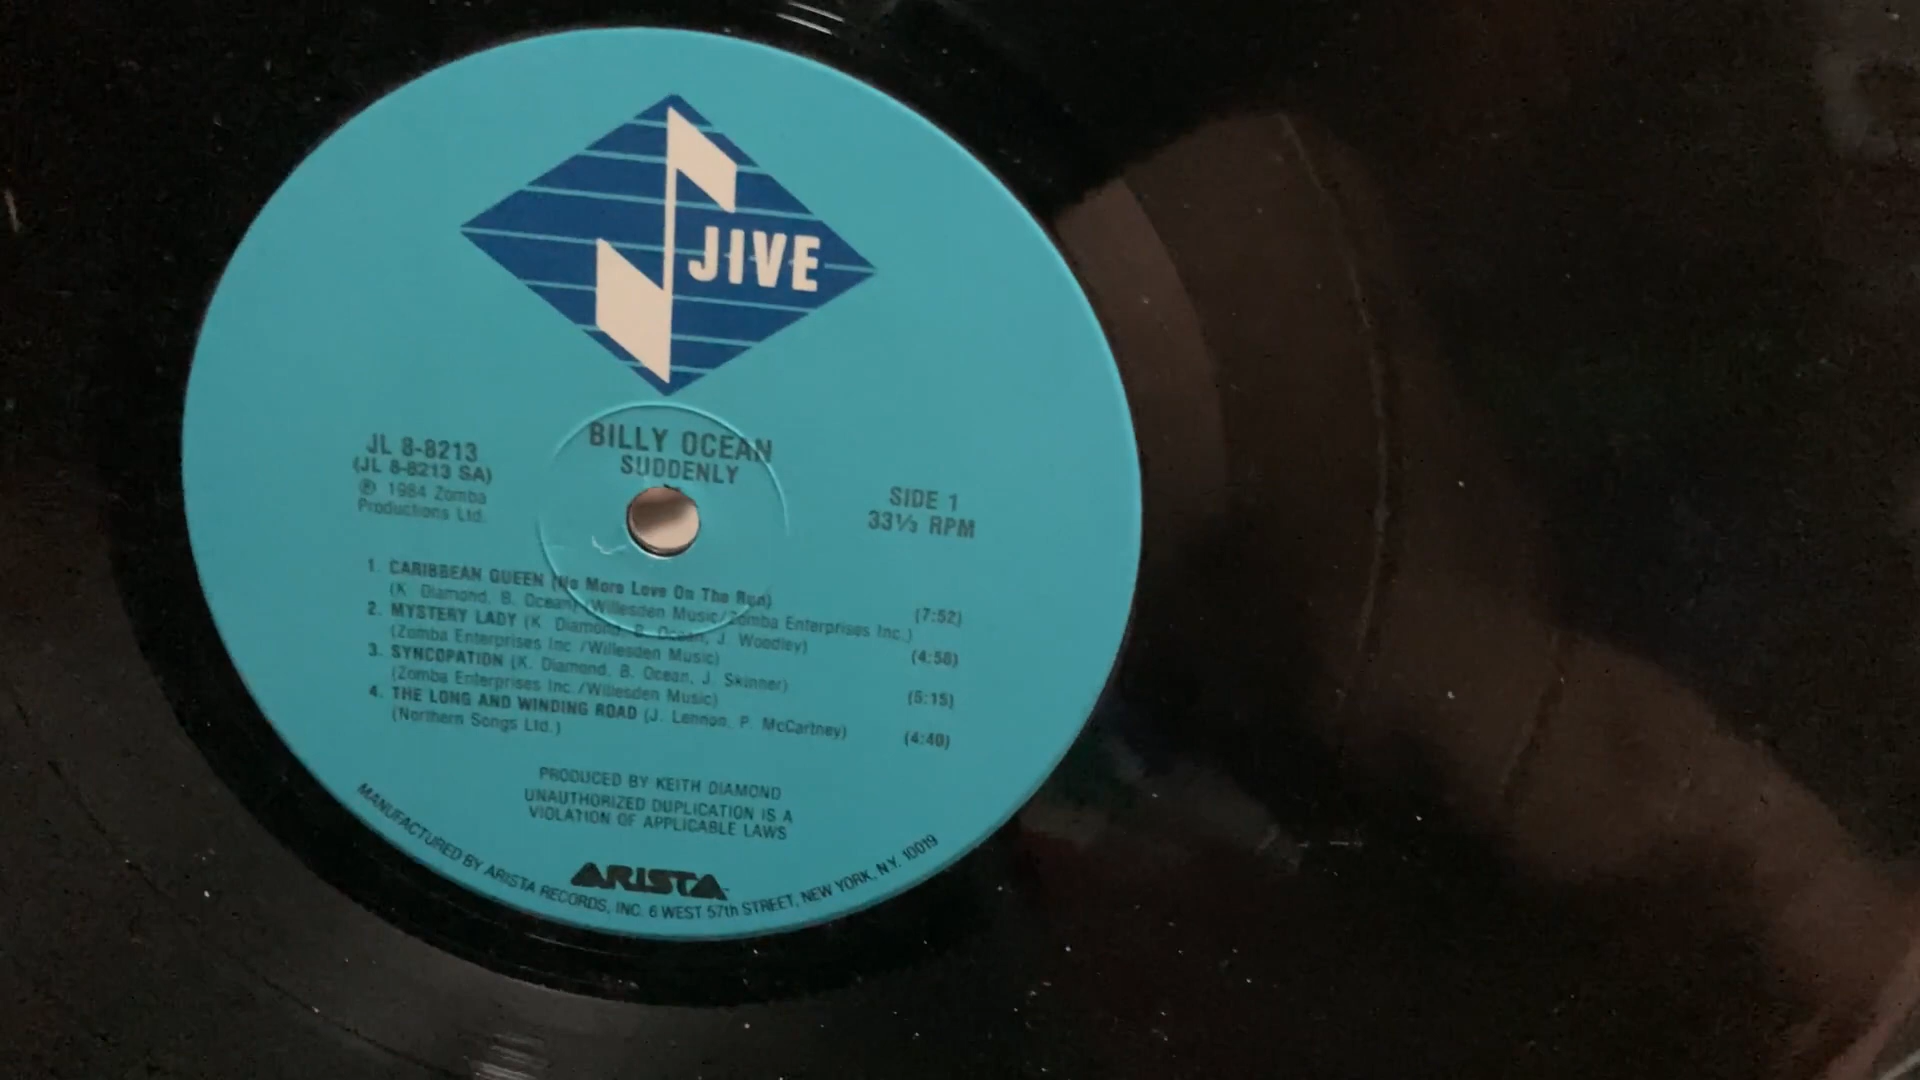 JIVE
BILLY OCEAN
SUDDENLY
JL 8-8213
(JL 8-8213 SA)
℗ 1984 Zomba
Productions Ltd.
SIDE 1
33⅓ RPM
1. CARIBBEAN QUEEN (No More Love On The Run)
(K. Diamond, B. Ocean) (Willesden Music/Zomba Enterprises Inc.) (7:52)
2. MYSTERY LADY (K. Diamond, B. Ocean, J. Woodley)
(Zomba Enterprises Inc./Willesden Music) (4:58)
3. SYNCOPATION (K. Diamond, B. Ocean, J. Skinner)
(Zomba Enterprises Inc./Willesden Music) (5:15)
4. THE LONG AND WINDING ROAD (J. Lennon, P. McCartney)
(Northern Songs Ltd.) (4:40)
PRODUCED BY KEITH DIAMOND
UNAUTHORIZED DUPLICATION IS A
VIOLATION OF APPLICABLE LAWS
ARISTA
MANUFACTURED BY ARISTA RECORDS, INC. 6 WEST 57th STREET, NEW YORK, N.Y. 10019